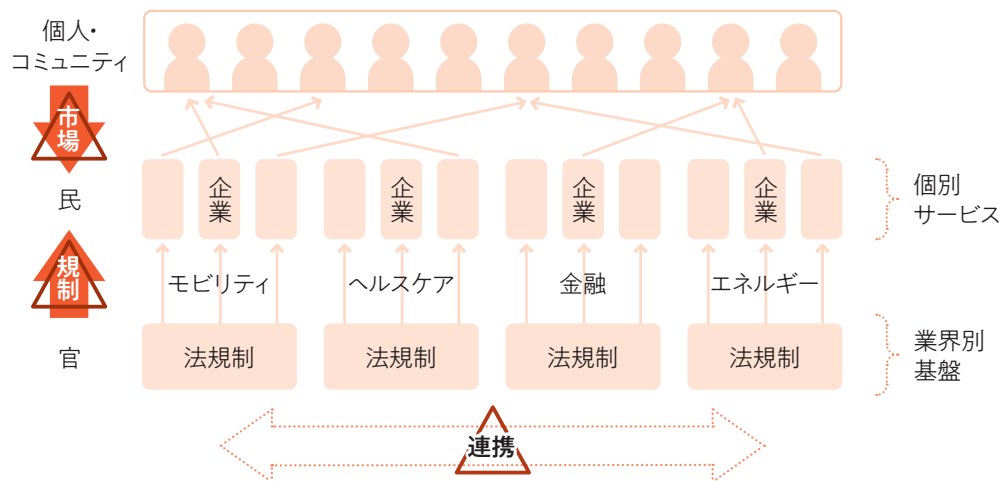 個人・
コミュニティ
市場
民
企業
企業
企業
企業
個別
サービス
規制
モビリティ
ヘルスケア
金融
エネルギー
官
法規制
法規制
法規制
法規制
業界別
基盤
連携